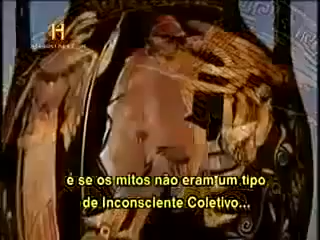 H
é se os mitos não eram um tipo
de Inconsciente Coletivo...